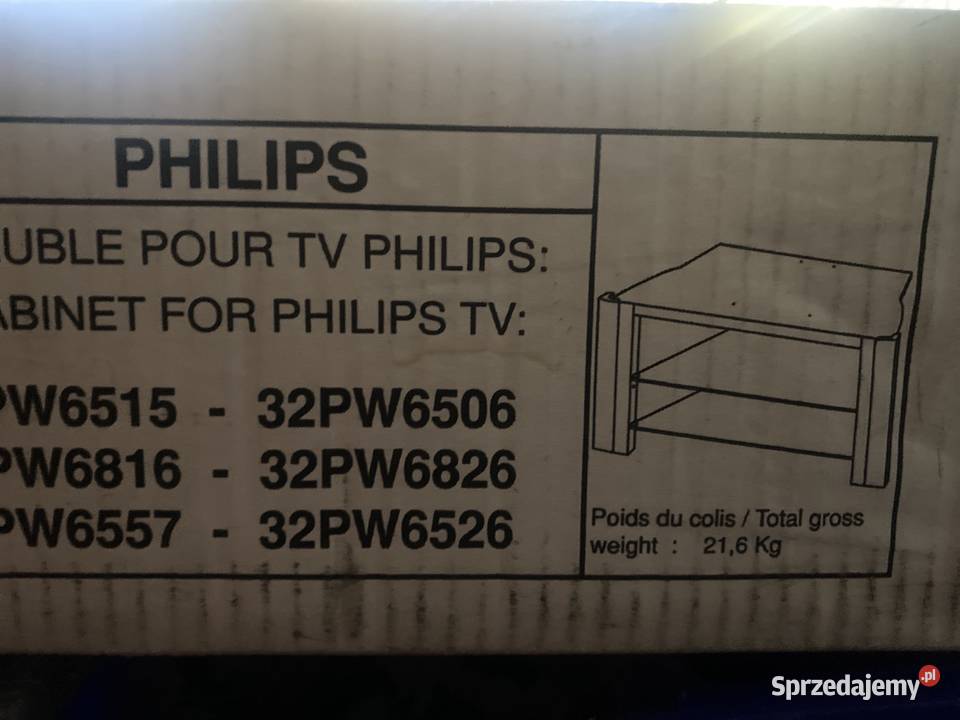 PHILIPS
UBLE POUR TV PHILIPS:
ABINET FOR PHILIPS TV:
PW6515 - 32PW6506
PW6816 - 32PW6826
PW6557 - 32PW6526
Poids du colis / Total gross
weight : 21,6 Kg
Sprzedajemy.pl